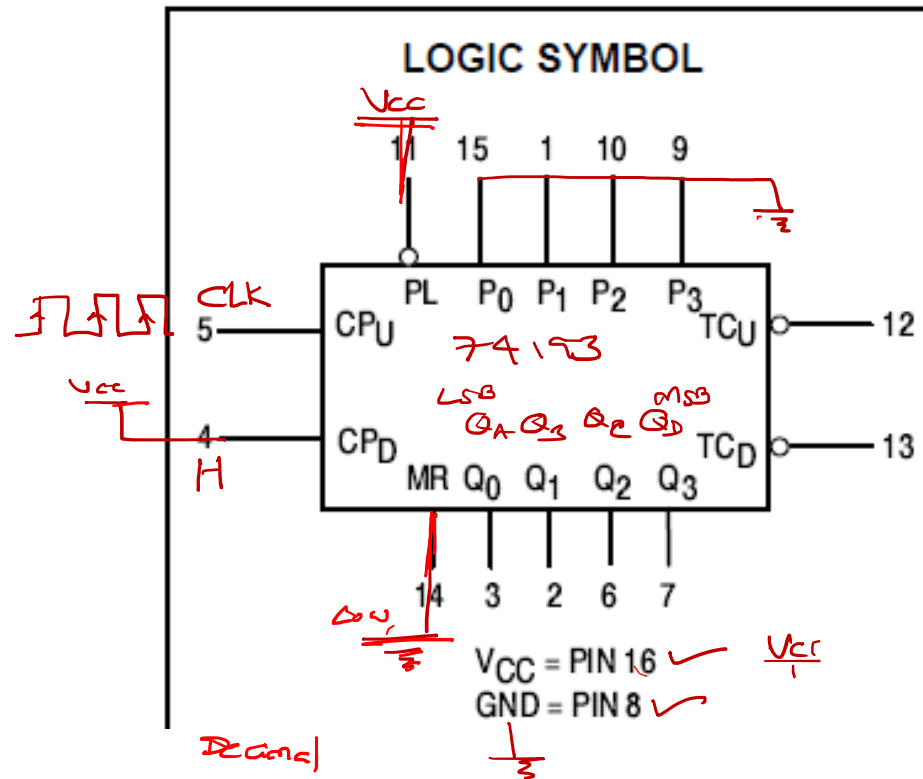 LOGIC SYMBOL
Vcc
11 15 1 10 9
CLK
PL P0 P1 P2 P3
5 CPU TCU 12
74193
Vcc
LSB MSB
QA QB QC QD
4 CPD TCD 13
H
MR Q0 Q1 Q2 Q3
14 3 2 6 7
Low
VCC = PIN 16 Vcc
GND = PIN 8
Decimal